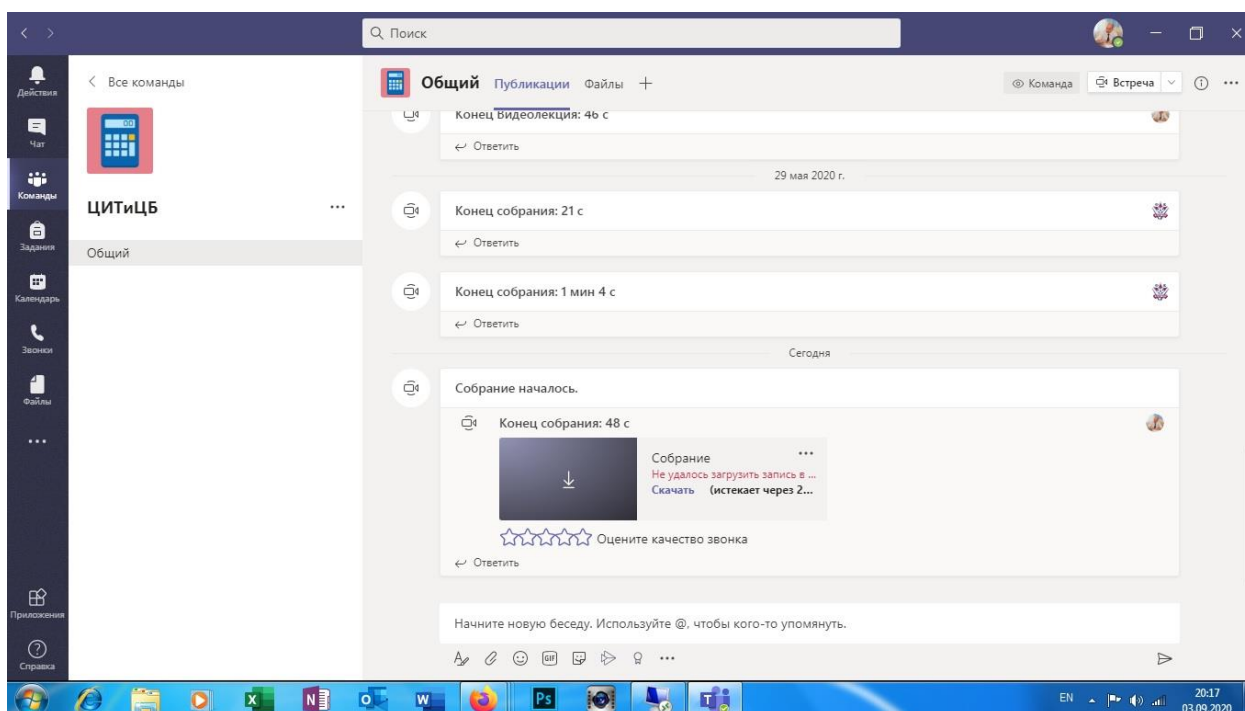 Поиск
Действия
Чат
Команды
Задания
Календарь
Звонки
Файлы
Приложения
Справка
Все команды
ЦИТиЦБ
Общий
Общий Публикации Файлы
Команда
Встреча
Конец Видеолекция: 46 с
Ответить
29 мая 2020 г.
Конец собрания: 21 с
Ответить
Конец собрания: 1 мин 4 с
Ответить
Сегодня
Собрание началось.
Конец собрания: 48 с
Собрание
Не удалось загрузить запись в ...
Скачать (истекает через 2...
Оцените качество звонка
Ответить
Начните новую беседу. Используйте @, чтобы кого-то упомянуть.
GIF
EN
20:17
03.09.2020